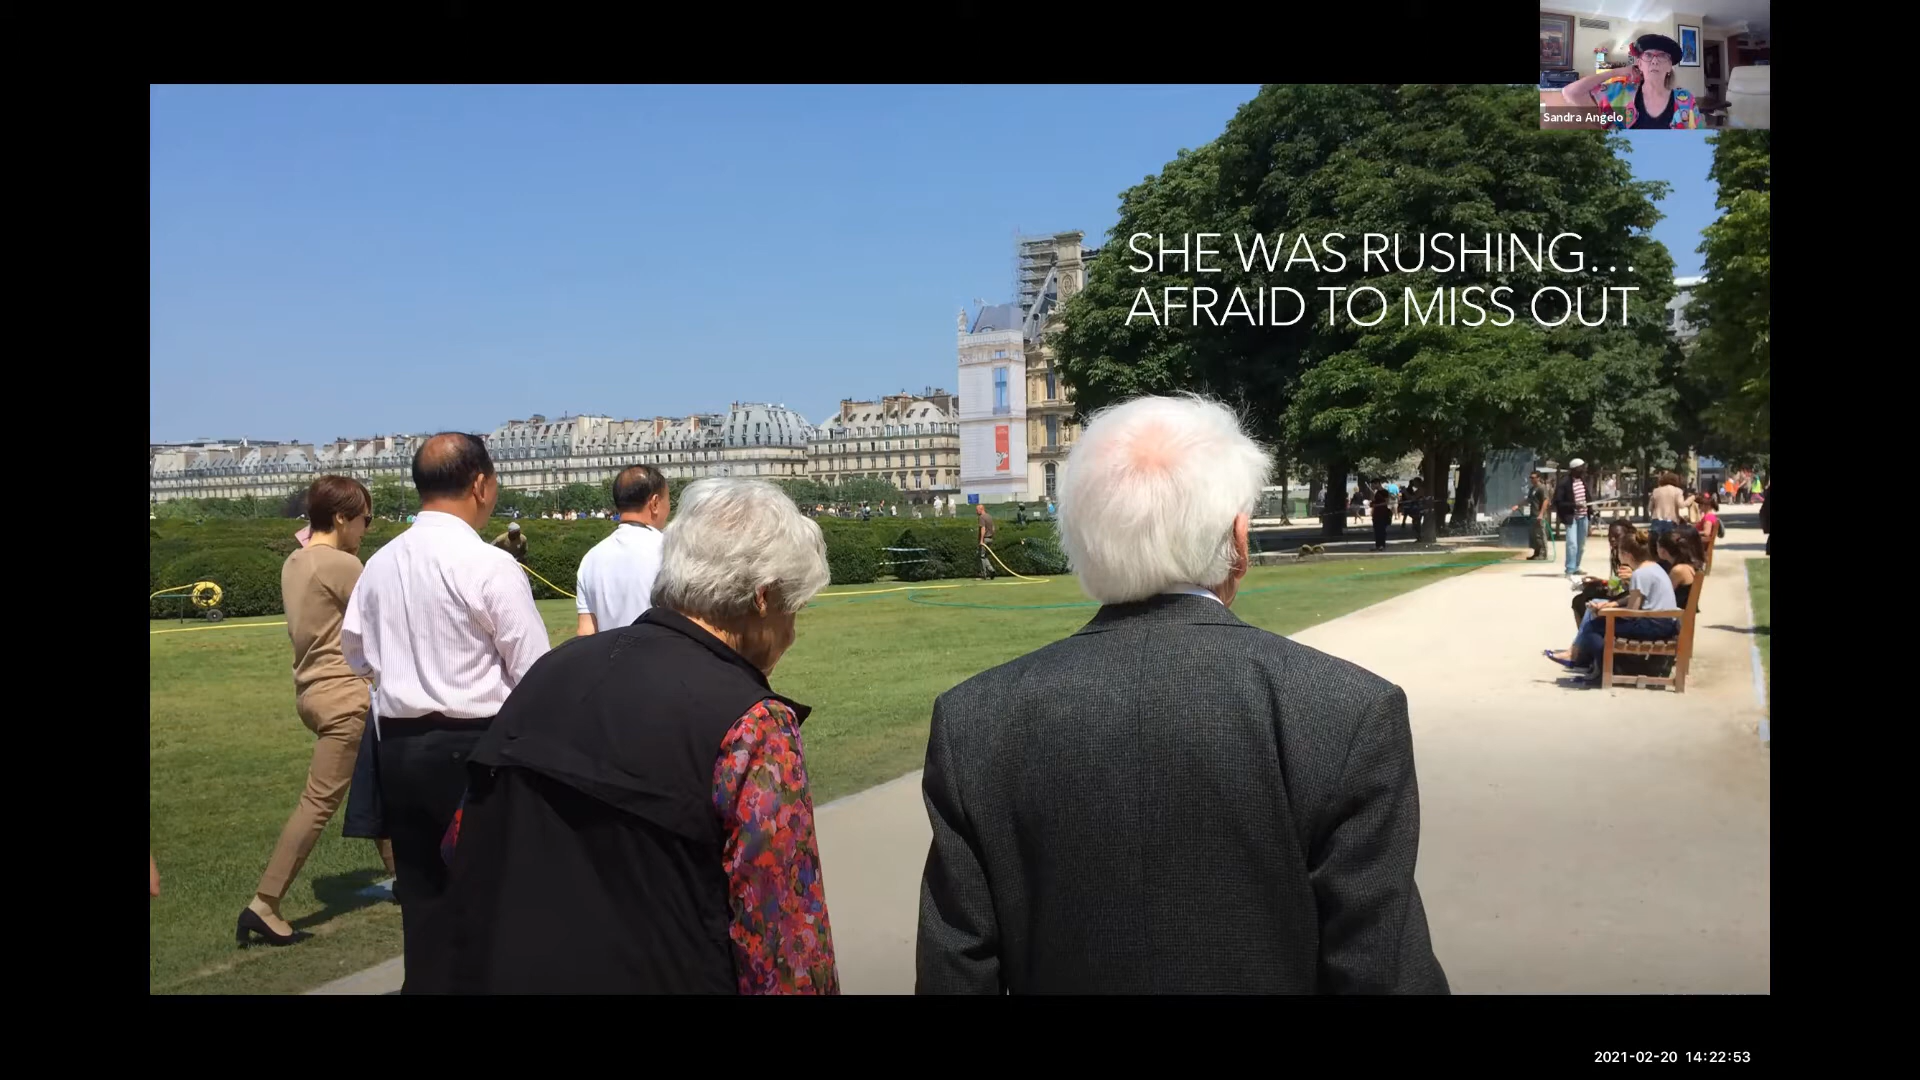 Sandra Angelo
SHE WAS RUSHING...
AFRAID TO MISS OUT
2021-02-20 14:22:53